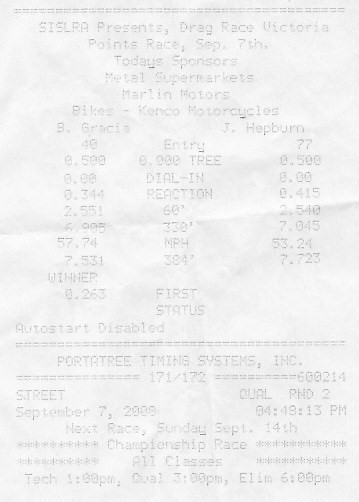 SISLRA Presents, Drag Race Victoria
Points Race, Sep. 7th.
Todays Sponsors
Metal Supermarkets
Marlin Motors
Bikes - Kenco Motorcycles
B. Gracia J. Hepburn
40 Entry 77
0.500 0.900 TREE 0.500
0.00 DIAL-IN 0.00
0.344 REACTION 0.415
2.551 60' 2.540
6.905 330' 7.045
57.74 MPH 53.24
7.531 384' 7.723
WINNER
0.263 FIRST
STATUS
Autostart Disabled
PORTATREE TIMING SYSTEMS, INC.
=============== 171/172 ==========600214
STREET QUAL RND 2
September 7, 2008 04:49:13 PM
Next Race, Sunday Sept. 14th
********** Championship Race ***********
********** All Classes ***********
Tech 1:00pm, Qual 3:00pm, Elim 6:00pm